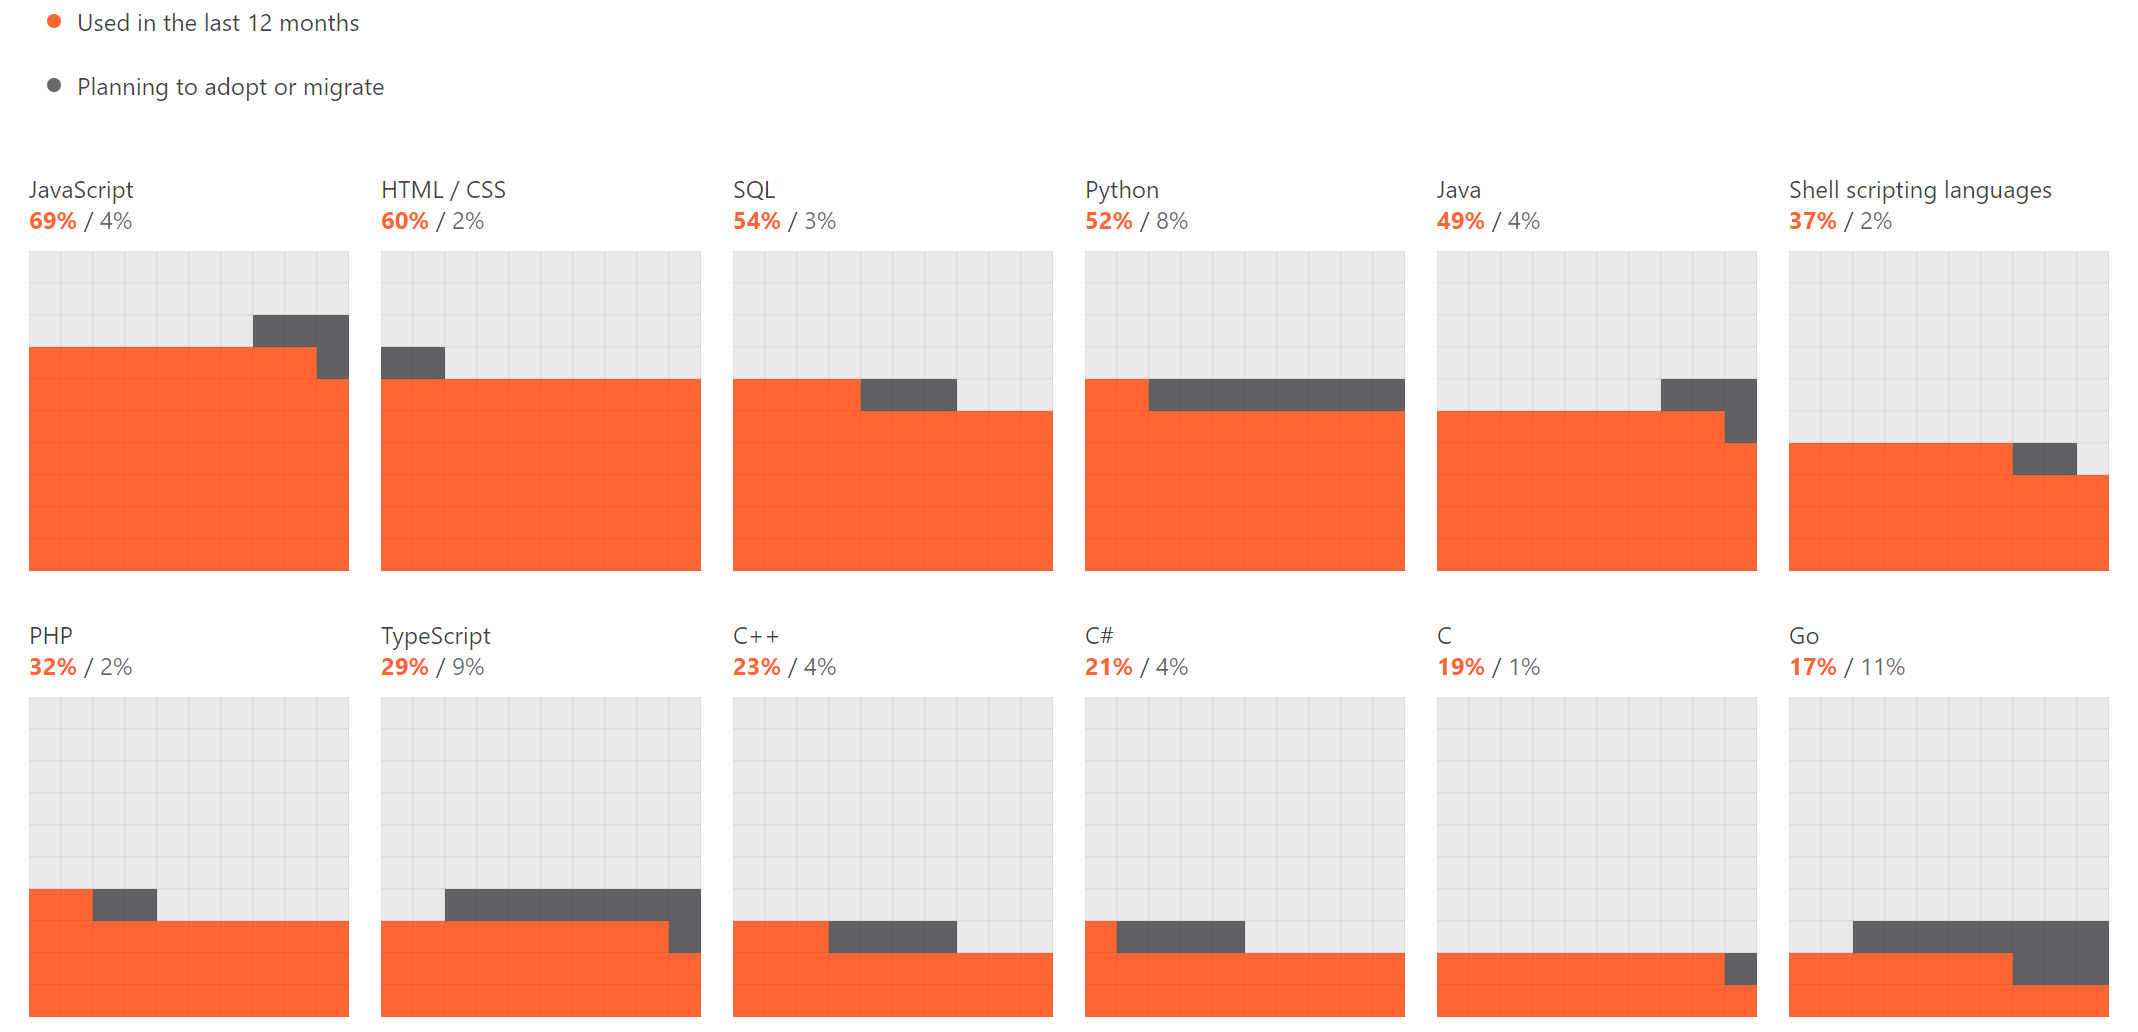 Used in the last 12 months
Planning to adopt or migrate
JavaScript
69% / 4%
HTML / CSS
60% / 2%
SQL
54% / 3%
Python
52% / 8%
Java
49% / 4%
Shell scripting languages
37% / 2%
PHP
32% / 2%
TypeScript
29% / 9%
C++
23% / 4%
C#
21% / 4%
C
19% / 1%
Go
17% / 11%